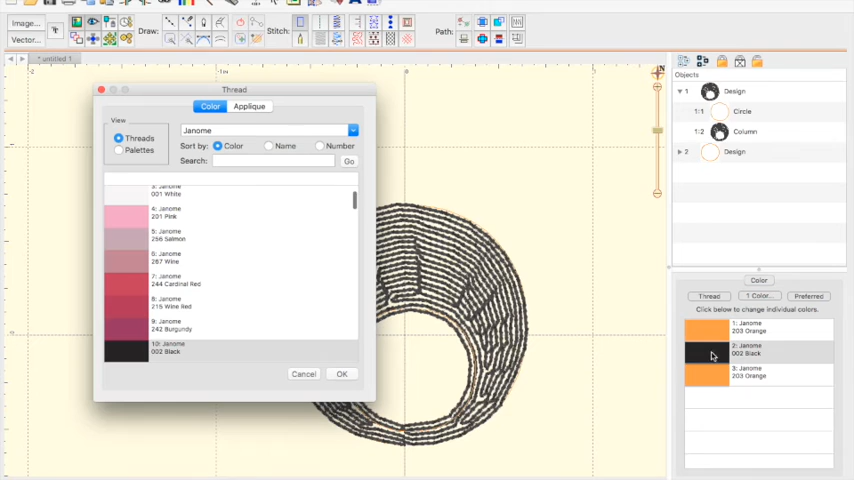 Image...
Draw:
Stitch:
Path:
Vector...
* untitled 1
-2
-1in
0
Thread
Color
Applique
View
Threads
Palettes
Janome
Sort by:
Color
Name
Number
Search:
Go
3: Janome
001 White
4: Janome
201 Pink
5: Janome
256 Salmon
6: Janome
267 Wine
7: Janome
244 Cardinal Red
8: Janome
215 Wine Red
9: Janome
242 Burgundy
10: Janome
002 Black
Cancel
OK
N
Objects
1
Design
1:1
Circle
1:2
Column
2
Design
Color
Thread
1 Color...
Preferred
Click below to change individual colors.
1: Janome
203 Orange
2: Janome
002 Black
3: Janome
203 Orange